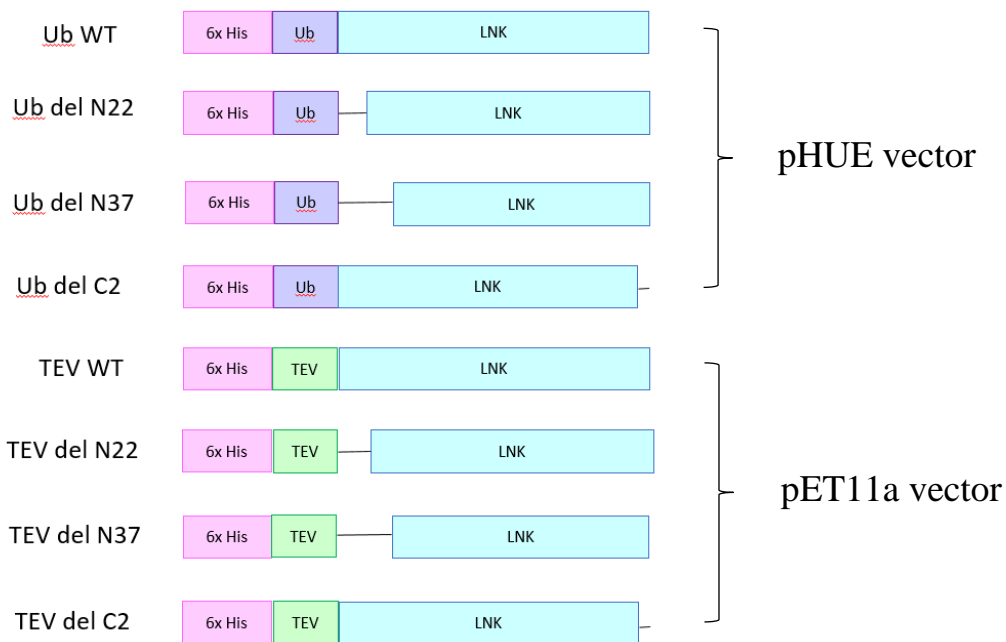 Ub WT 6x His Ub LNK
Ub del N22 6x His Ub LNK
pHUE vector
Ub del N37 6x His Ub LNK
Ub del C2 6x His Ub LNK
TEV WT 6x His TEV LNK
TEV del N22 6x His TEV LNK
pET11a vector
TEV del N37 6x His TEV LNK
TEV del C2 6x His TEV LNK